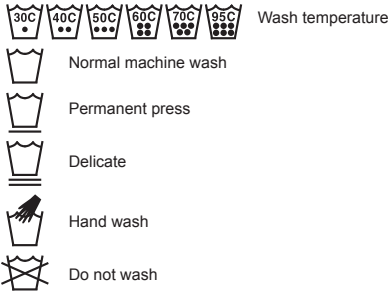 30C 40C 50C 60C 70C 95C Wash temperature
Normal machine wash
Permanent press
Delicate
Hand wash
Do not wash